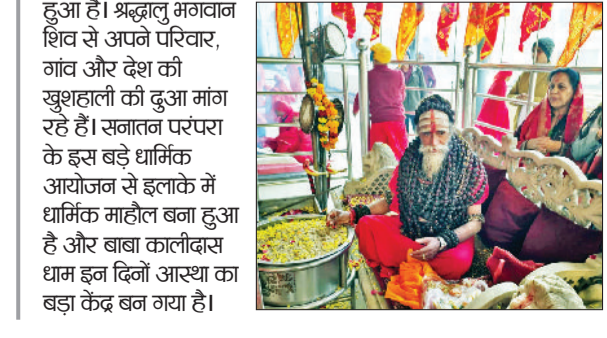 हुआ है। श्रद्धालु भगवान
शिव से अपने परिवार,
गांव और देश की
खुशहाली की दुआ मांग
रहे हैं। सनातन परंपरा
के इस बड़े धार्मिक
आयोजन से इलाके में
धार्मिक माहौल बना हुआ
है और बाबा कालीदास
धाम इन दिनों आस्था का
बड़ा केंद्र बन गया है।